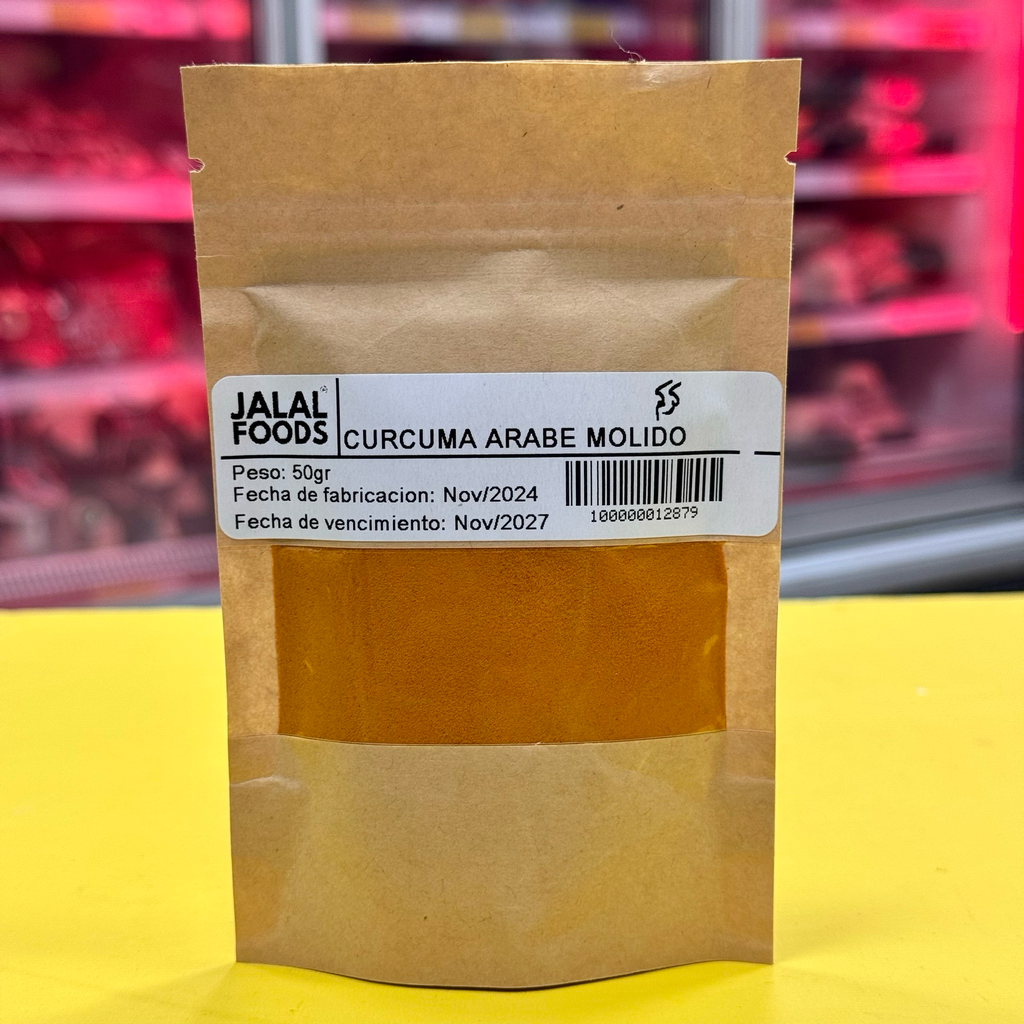 JALAL
FOODS
CURCUMA ARABE MOLIDO
Peso: 50gr
Fecha de fabricacion: Nov/2024
Fecha de vencimiento: Nov/2027
100000012879